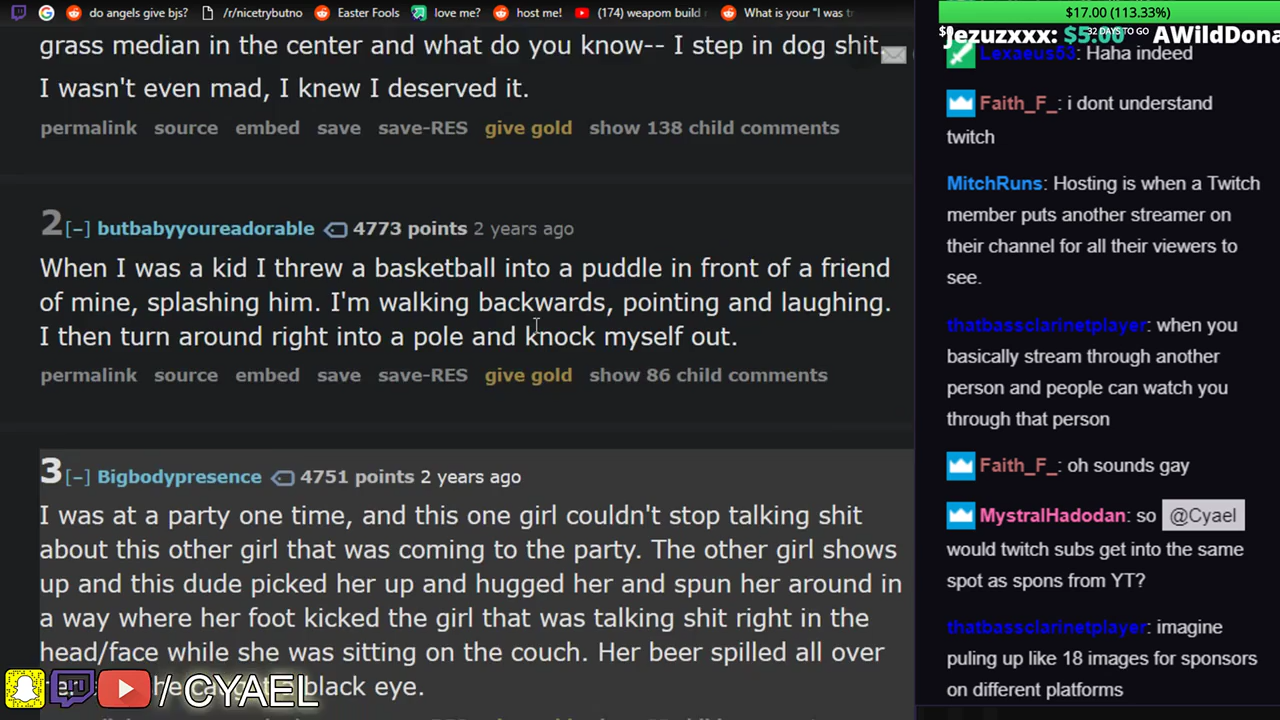 do angels give bjs?
/r/nicetrybutno
Easter Fools
love me?
host me!
(174) weapom build
What is your "I was tr
$17.00 (113.33%)
32 DAYS TO GO
Jezuzxxx: $5.00 AWildDona
grass median in the center and what do you know-- I step in dog shit.
I wasn't even mad, I knew I deserved it.
permalink source embed save save-RES give gold show 138 child comments
2 [–] butbabyyoureadorable 4773 points 2 years ago
When I was a kid I threw a basketball into a puddle in front of a friend
of mine, splashing him. I'm walking backwards, pointing and laughing.
I then turn around right into a pole and knock myself out.
permalink source embed save save-RES give gold show 86 child comments
3 [–] Bigbodypresence 4751 points 2 years ago
I was at a party one time, and this one girl couldn't stop talking shit
about this other girl that was coming to the party. The other girl shows
up and this dude picked her up and hugged her and spun her around in
a way where her foot kicked the girl that was talking shit right in the
head/face while she was sitting on the couch. Her beer spilled all over
black eye.
/ CYAEL
Lexaeus53: Haha indeed
Faith_F_: i dont understand
twitch
MitchRuns: Hosting is when a Twitch
member puts another streamer on
their channel for all their viewers to
see.
thatbassclarinetplayer: when you
basically stream through another
person and people can watch you
through that person
Faith_F_: oh sounds gay
MystralHadodan: so @Cyael
would twitch subs get into the same
spot as spons from YT?
thatbassclarinetplayer: imagine
puling up like 18 images for sponsors
on different platforms